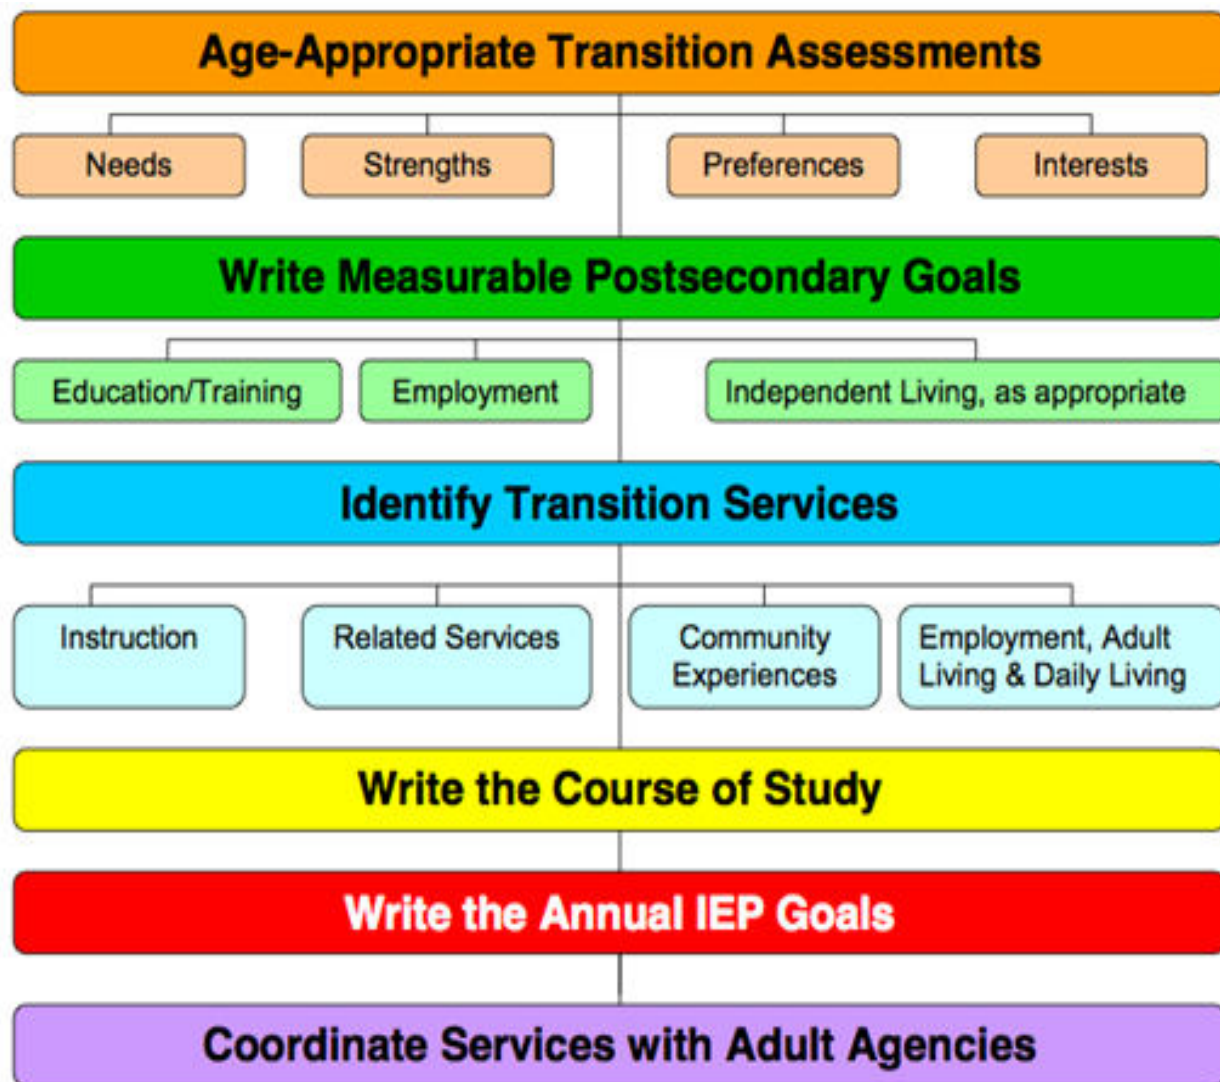 Age-Appropriate Transition Assessments
Needs
Strengths
Preferences
Interests
Write Measurable Postsecondary Goals
Education/Training
Employment
Independent Living, as appropriate
Identify Transition Services
Instruction
Related Services
Community
Experiences
Employment, Adult
Living & Daily Living
Write the Course of Study
Write the Annual IEP Goals
Coordinate Services with Adult Agencies